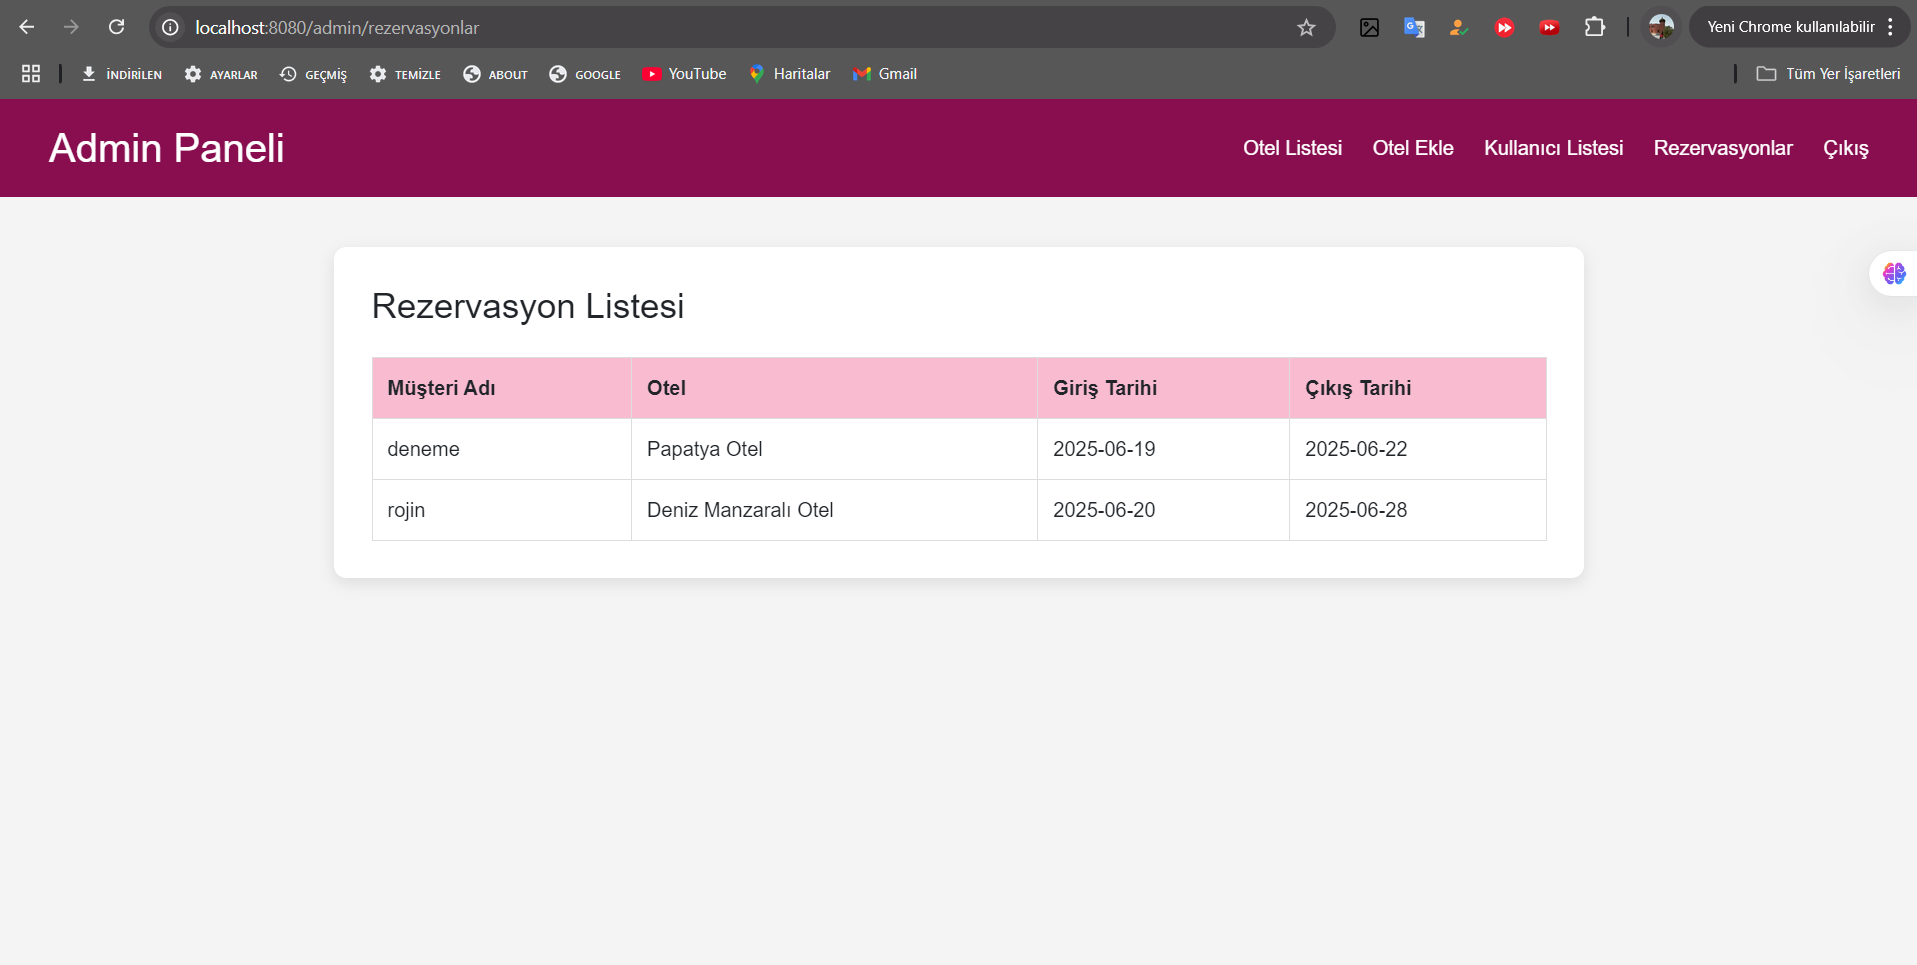 localhost:8080/admin/rezervasyonlar
Yeni Chrome kullanılabilir
İNDİRİLEN AYARLAR GEÇMİŞ TEMİZLE ABOUT GOOGLE YouTube Haritalar Gmail Tüm Yer İşaretleri
Admin Paneli Otel Listesi Otel Ekle Kullanıcı Listesi Rezervasyonlar Çıkış
Rezervasyon Listesi
Müşteri Adı Otel Giriş Tarihi Çıkış Tarihi
deneme Papatya Otel 2025-06-19 2025-06-22
rojin Deniz Manzaralı Otel 2025-06-20 2025-06-28